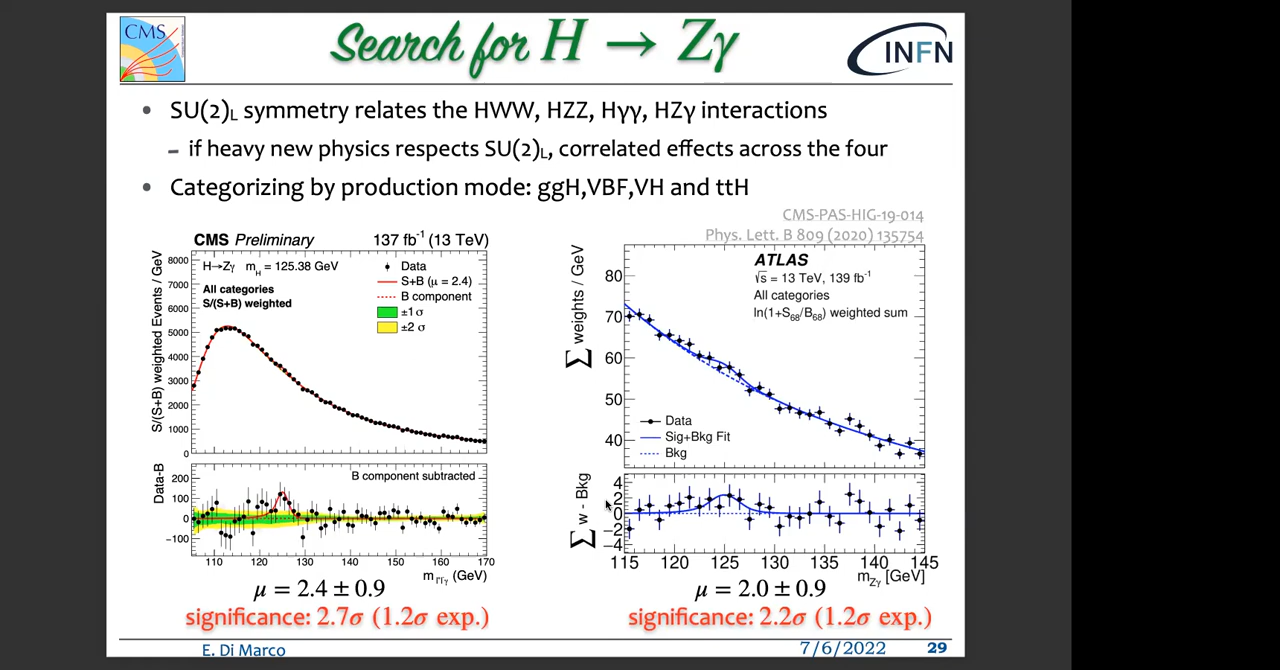 CMS
Search for H → Zγ
INFN
• SU(2)L symmetry relates the HWW, HZZ, Hγγ, HZγ interactions
– if heavy new physics respects SU(2)L, correlated effects across the four
• Categorizing by production mode: ggH,VBF,VH and ttH
CMS-PAS-HIG-19-014
Phys. Lett. B 809 (2020) 135754
CMS Preliminary 137 fb-1 (13 TeV)
S/(S+B) weighted Events / GeV
8000
7000
6000
5000
4000
3000
2000
1000
0
H→Zγ mH = 125.38 GeV
All categories
S/(S+B) weighted
Data
S+B (μ = 2.4)
B component
±1 σ
±2 σ
Data-B
200
100
0
−100
B component subtracted
110 120 130 140 150 160 170
mℓℓγ (GeV)
μ = 2.4 ± 0.9
significance: 2.7σ (1.2σ exp.)
∑ weights / GeV
80
70
60
50
40
ATLAS
√s = 13 TeV, 139 fb-1
All categories
ln(1+S68/B68) weighted sum
Data
Sig+Bkg Fit
Bkg
∑ w - Bkg
4
2
0
−2
−4
115 120 125 130 135 140 145
mZγ [GeV]
μ = 2.0 ± 0.9
significance: 2.2σ (1.2σ exp.)
E. Di Marco 7/6/2022 29